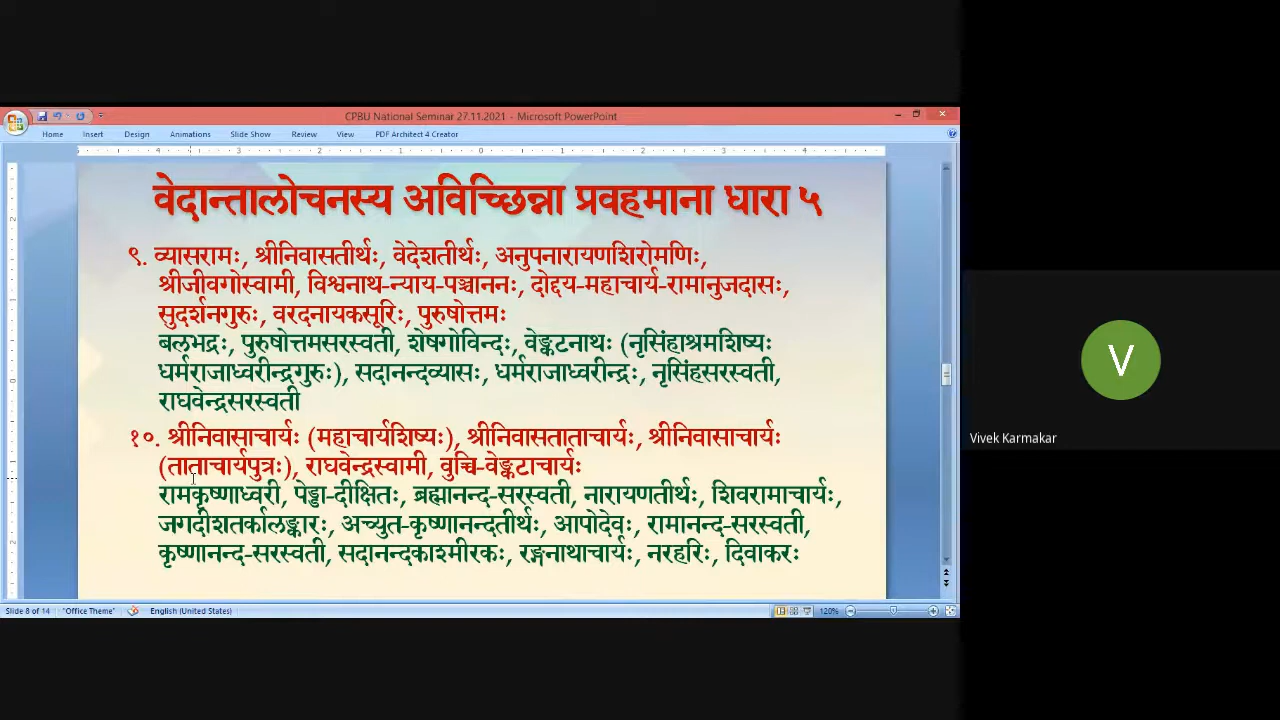 CPBU National Seminar 27.11.2021 - Microsoft PowerPoint
Home Insert Design Animations Slide Show Review View PDF Architect 4 Creator
वेदान्तालोचनस्य अविच्छिन्ना प्रवहमाना धारा ५
९. व्यासरामः, श्रीनिवासतीर्थः, वेदेशतीर्थः, अनुपनारायणशिरोमणिः,
श्रीजीवगोस्वामी, विश्वनाथ-न्याय-पञ्चाननः, दोद्दय-महाचार्य-रामानुजदासः,
सुदर्शनगुरुः, वरदनायकसूरिः, पुरुषोत्तमः
बलभद्रः, पुरुषोत्तमसरस्वती, शेषगोविन्दः, वेङ्कटनाथः (नृसिंहाश्रमशिष्यः
धर्मराजाध्वरीन्द्रगुरुः), सदानन्दव्यासः, धर्मराजाध्वरीन्द्रः, नृसिंहसरस्वती,
राघवेन्द्रसरस्वती
१०. श्रीनिवासाचार्यः (महाचार्यशिष्यः), श्रीनिवासताताचार्यः, श्रीनिवासाचार्यः
(ताताचार्यपुत्रः), राघवेन्द्रस्वामी, वुच्चि-वेङ्कटाचार्यः
रामकृष्णाध्वरी, पेड्डा-दीक्षितः, ब्रह्मानन्द-सरस्वती, नारायणतीर्थः, शिवरामाचार्यः,
जगदीशतर्कालङ्कारः, अच्युत-कृष्णानन्दतीर्थः, आपोदेवः, रामानन्द-सरस्वती,
कृष्णानन्द-सरस्वती, सदानन्दकाश्मीरकः, रङ्गनाथाचार्यः, नरहरिः, दिवाकरः
Slide 8 of 14 "Office Theme" English (United States) 120%
V
Vivek Karmakar